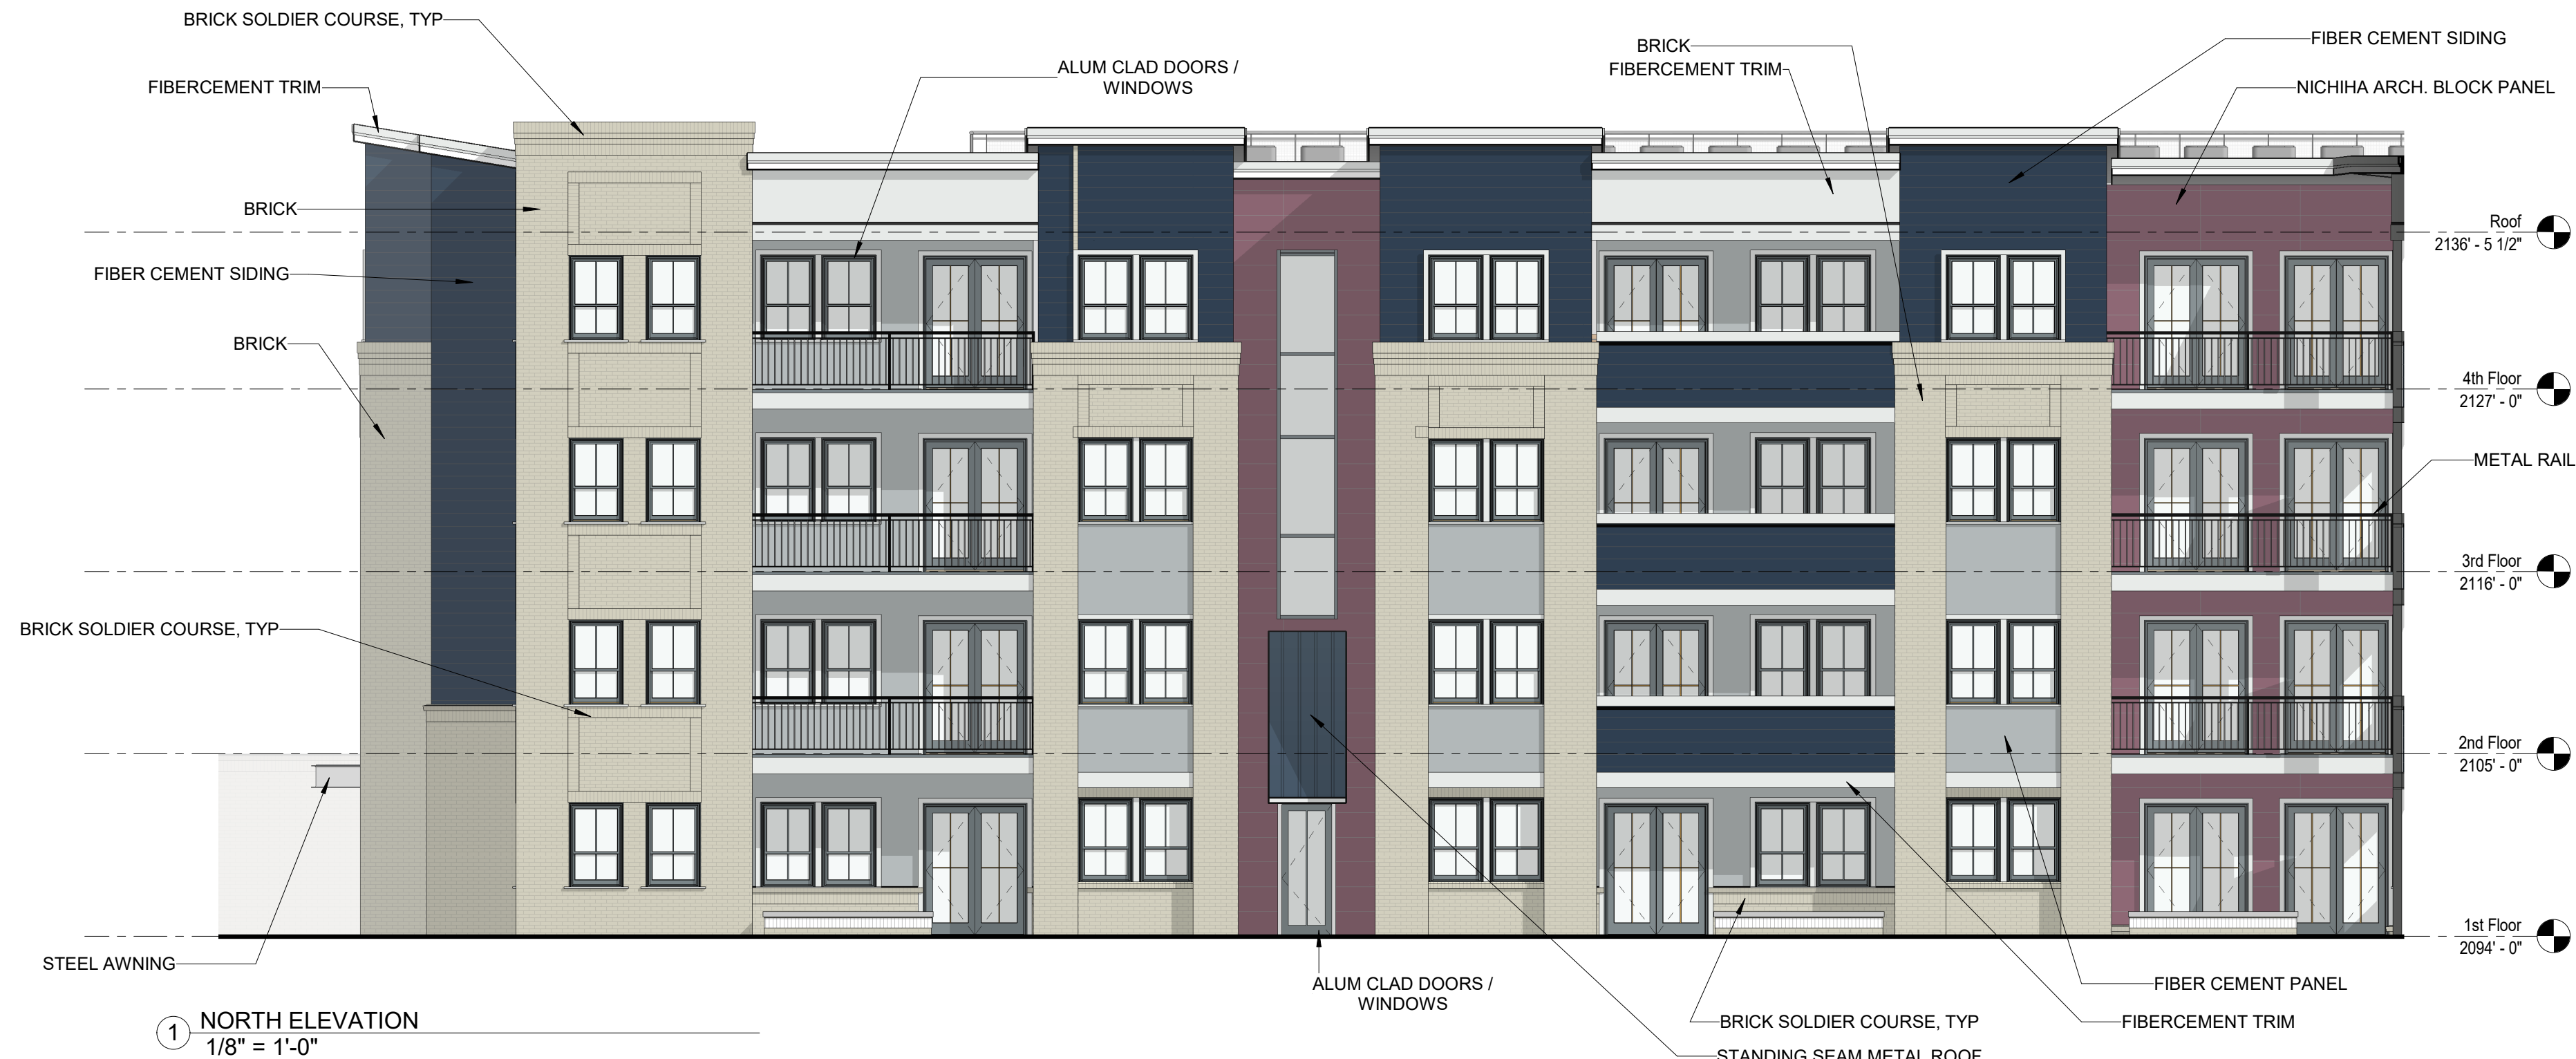 BRICK SOLDIER COURSE, TYP
FIBERCEMENT TRIM
ALUM CLAD DOORS /
WINDOWS
BRICK
FIBERCEMENT TRIM
FIBER CEMENT SIDING
NICHIHA ARCH. BLOCK PANEL
BRICK
FIBER CEMENT SIDING
BRICK
BRICK SOLDIER COURSE, TYP
STEEL AWNING
Roof
2136' - 5 1/2"
4th Floor
2127' - 0"
METAL RAIL
3rd Floor
2116' - 0"
2nd Floor
2105' - 0"
1st Floor
2094' - 0"
ALUM CLAD DOORS /
WINDOWS
FIBER CEMENT PANEL
BRICK SOLDIER COURSE, TYP
FIBERCEMENT TRIM
STANDING SEAM METAL ROOF
1 NORTH ELEVATION
1/8" = 1'-0"